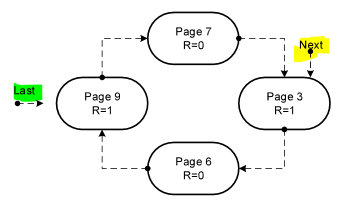 Page 7
R=0
Next
Last
Page 9
R=1
Page 3
R=1
Page 6
R=0